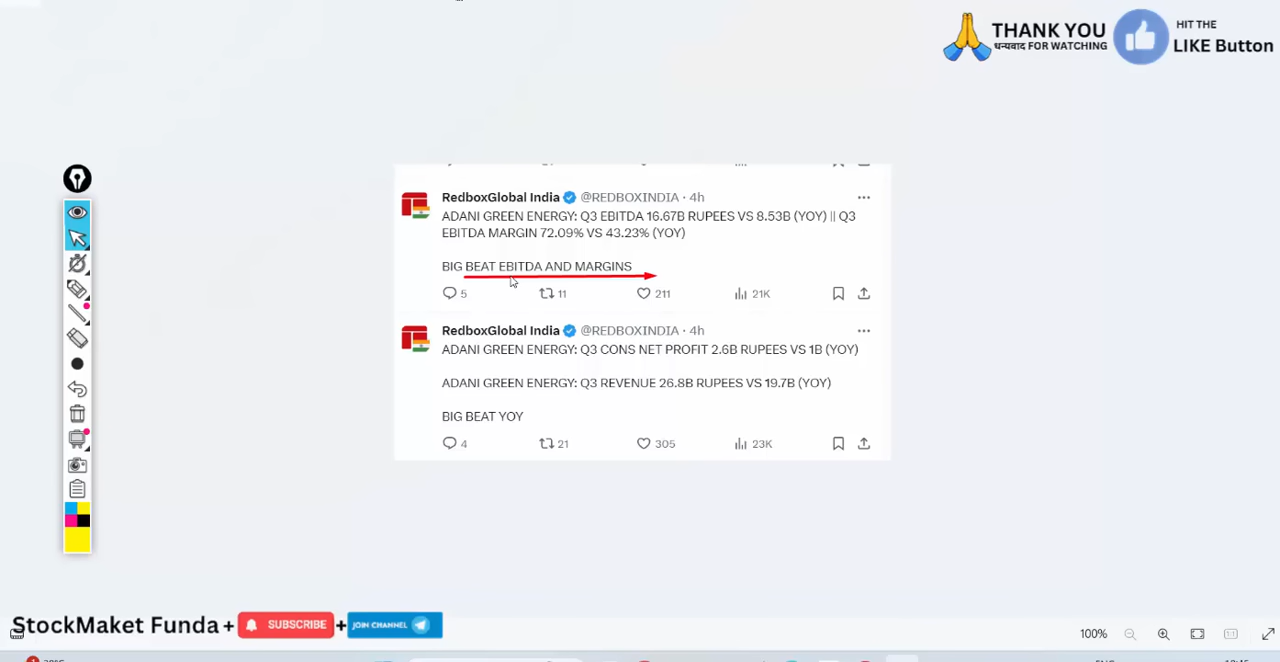 THANK YOU
धन्यवाद FOR WATCHING
HIT THE
LIKE Button
RedboxGlobal India @REDBOXINDIA · 4h
ADANI GREEN ENERGY: Q3 EBITDA 16.67B RUPEES VS 8.53B (YOY) || Q3
EBITDA MARGIN 72.09% VS 43.23% (YOY)
BIG BEAT EBITDA AND MARGINS
5 11 211 21K
RedboxGlobal India @REDBOXINDIA · 4h
ADANI GREEN ENERGY: Q3 CONS NET PROFIT 2.6B RUPEES VS 1B (YOY)
ADANI GREEN ENERGY: Q3 REVENUE 26.8B RUPEES VS 19.7B (YOY)
BIG BEAT YOY
4 21 305 23K
StockMaket Funda + SUBSCRIBE + JOIN CHANNEL
100%
1:1